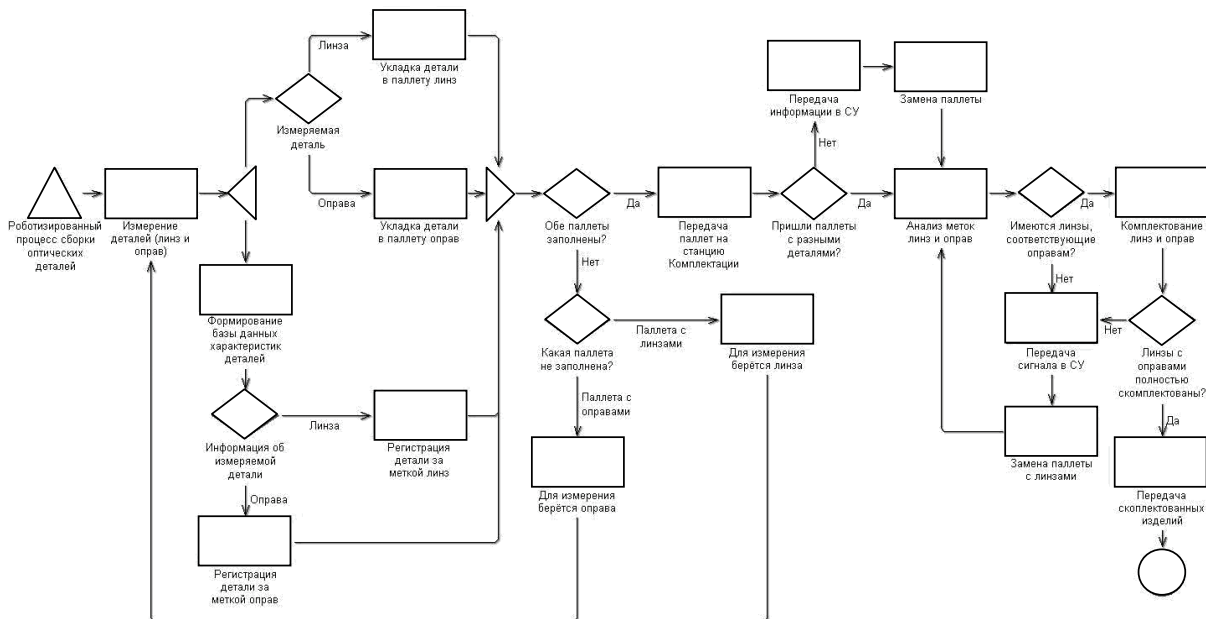 Линза
Укладка детали
в паллету линз
Измеряемая
деталь
Оправа
Укладка детали
в паллету оправ
Роботизированный
процесс сборки
оптических
деталей
Измерение
деталей (линз и
оправ)
Формирование
базы данных
характеристик
деталей
Информация об
измеряемой
детали
Линза
Регистрация
детали за
меткой линз
Оправа
Регистрация
детали за
меткой оправ
Обе паллеты
заполнены?
Да
Нет
Какая паллета
не заполнена?
Паллета с
линзами
Для измерения
берётся линза
Паллета с
оправами
Для измерения
берётся оправа
Передача
паллет на
станцию
Комплектации
Пришли паллеты
с разными
деталями?
Нет
Да
Передача
информации в СУ
Замена паллеты
Анализ меток
линз и оправ
Имеются линзы,
соответствующие
оправам?
Да
Нет
Комплектование
линз и оправ
Передача
сигнала в СУ
Нет
Линзы с
оправами
полностью
скомплектованы?
Да
Замена паллеты
с линзами
Передача
скоплектованных
изделий